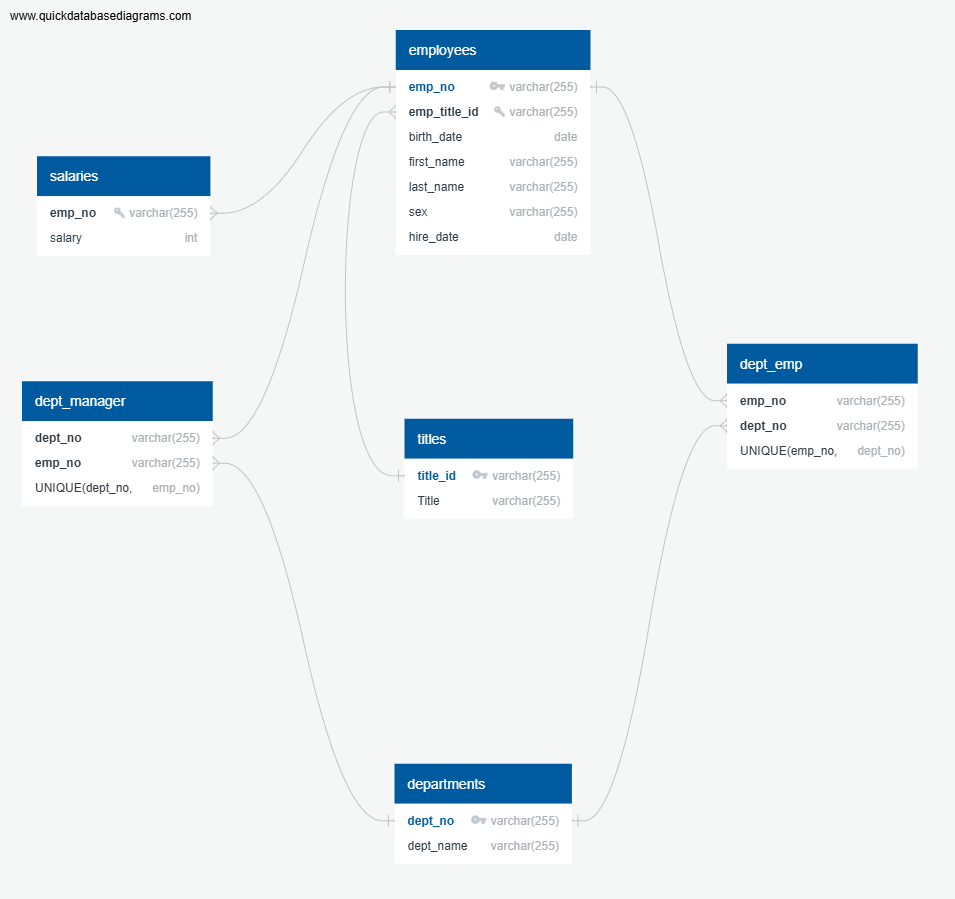 www.quickdatabasediagrams.com
employees
emp_no varchar(255)
emp_title_id varchar(255)
birth_date date
first_name varchar(255)
last_name varchar(255)
sex varchar(255)
hire_date date
salaries
emp_no varchar(255)
salary int
dept_emp
emp_no varchar(255)
dept_no varchar(255)
UNIQUE(emp_no, dept_no)
dept_manager
dept_no varchar(255)
emp_no varchar(255)
UNIQUE(dept_no, emp_no)
titles
title_id varchar(255)
Title varchar(255)
departments
dept_no varchar(255)
dept_name varchar(255)